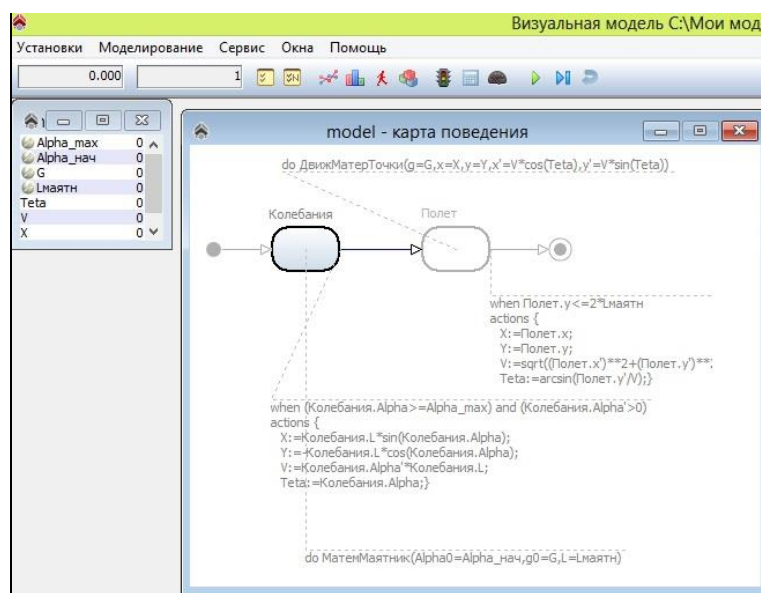 Визуальная модель C:\Мои мод
Установки Моделирование Сервис Окна Помощь
0.000 1
Alpha_max 0
Alpha_нач 0
G 0
Lмаятн 0
Teta 0
V 0
X 0
model - карта поведения
do ДвижМатерТочки(g=G,x=X,y=Y,x'=V*cos(Teta),y'=V*sin(Teta))
Колебания Полет
when Полет.y<=2*Lмаятн
actions {
X:=Полет.x;
Y:=Полет.y;
V:=sqrt((Полет.x')**2+(Полет.y')**
Teta:=arcsin(Полет.y'/V);}
when (Колебания.Alpha>=Alpha_max) and (Колебания.Alpha'>0)
actions {
X:=Колебания.L*sin(Колебания.Alpha);
Y:=-Колебания.L*cos(Колебания.Alpha);
V:=Колебания.Alpha'*Колебания.L;
Teta:=Колебания.Alpha;}
do МатемМаятник(Alpha0=Alpha_нач,g0=G,L=Lмаятн)